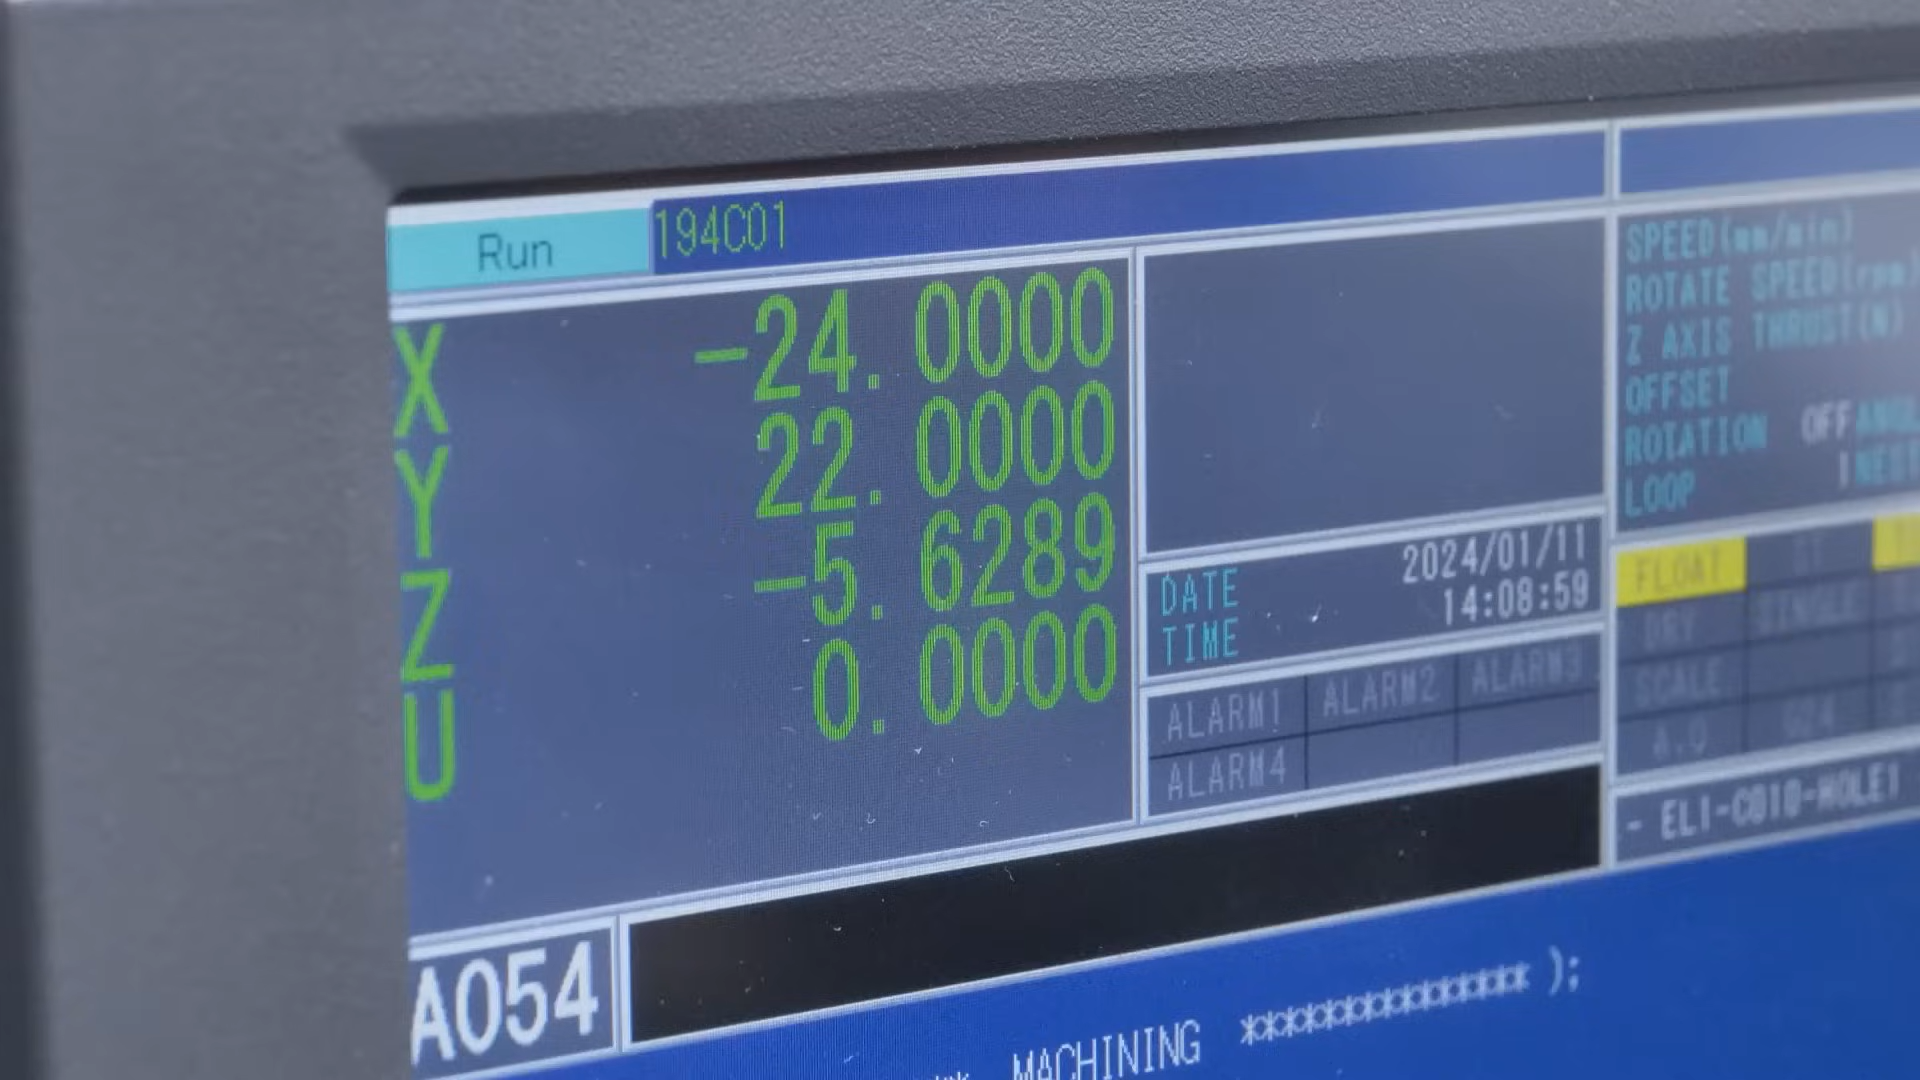 Run 194C01
X -24.0000
Y 22.0000
Z -5.6289
U 0.0000
DATE 2024/01/11
TIME 14:08:59
ALARM1 ALARM2 ALARM3
ALARM4
SPEED(mm/min)
ROTATE SPEED(rpm
Z AXIS THRUST(N)
OFFSET
ROTATION OFF
LOOP 1
FLOAT
DRY SINGLE
SCALE
- EL1-C010-HOLE1
A054
MACHINING **************** );